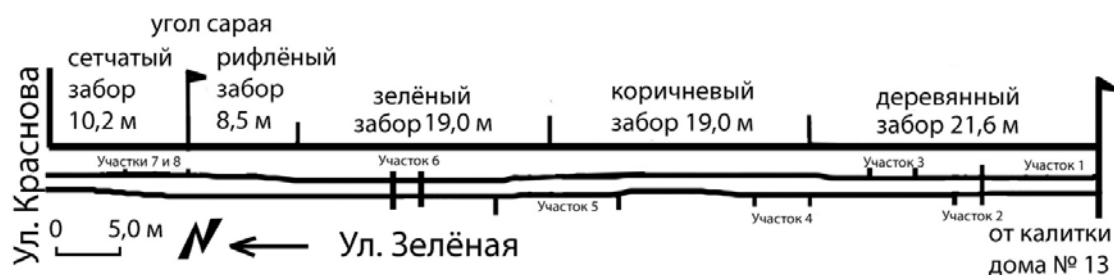 угол сарая
сетчатый
забор
10,2 м
рифлёный
забор
8,5 м
зелёный
забор 19,0 м
коричневый
забор 19,0 м
деревянный
забор 21,6 м
Ул. Краснова
Участки 7 и 8
Участок 6
Участок 3
Участок 1
Участок 5
Участок 4
Участок 2
0 5,0 м
Ул. Зелёная
от калитки
дома № 13